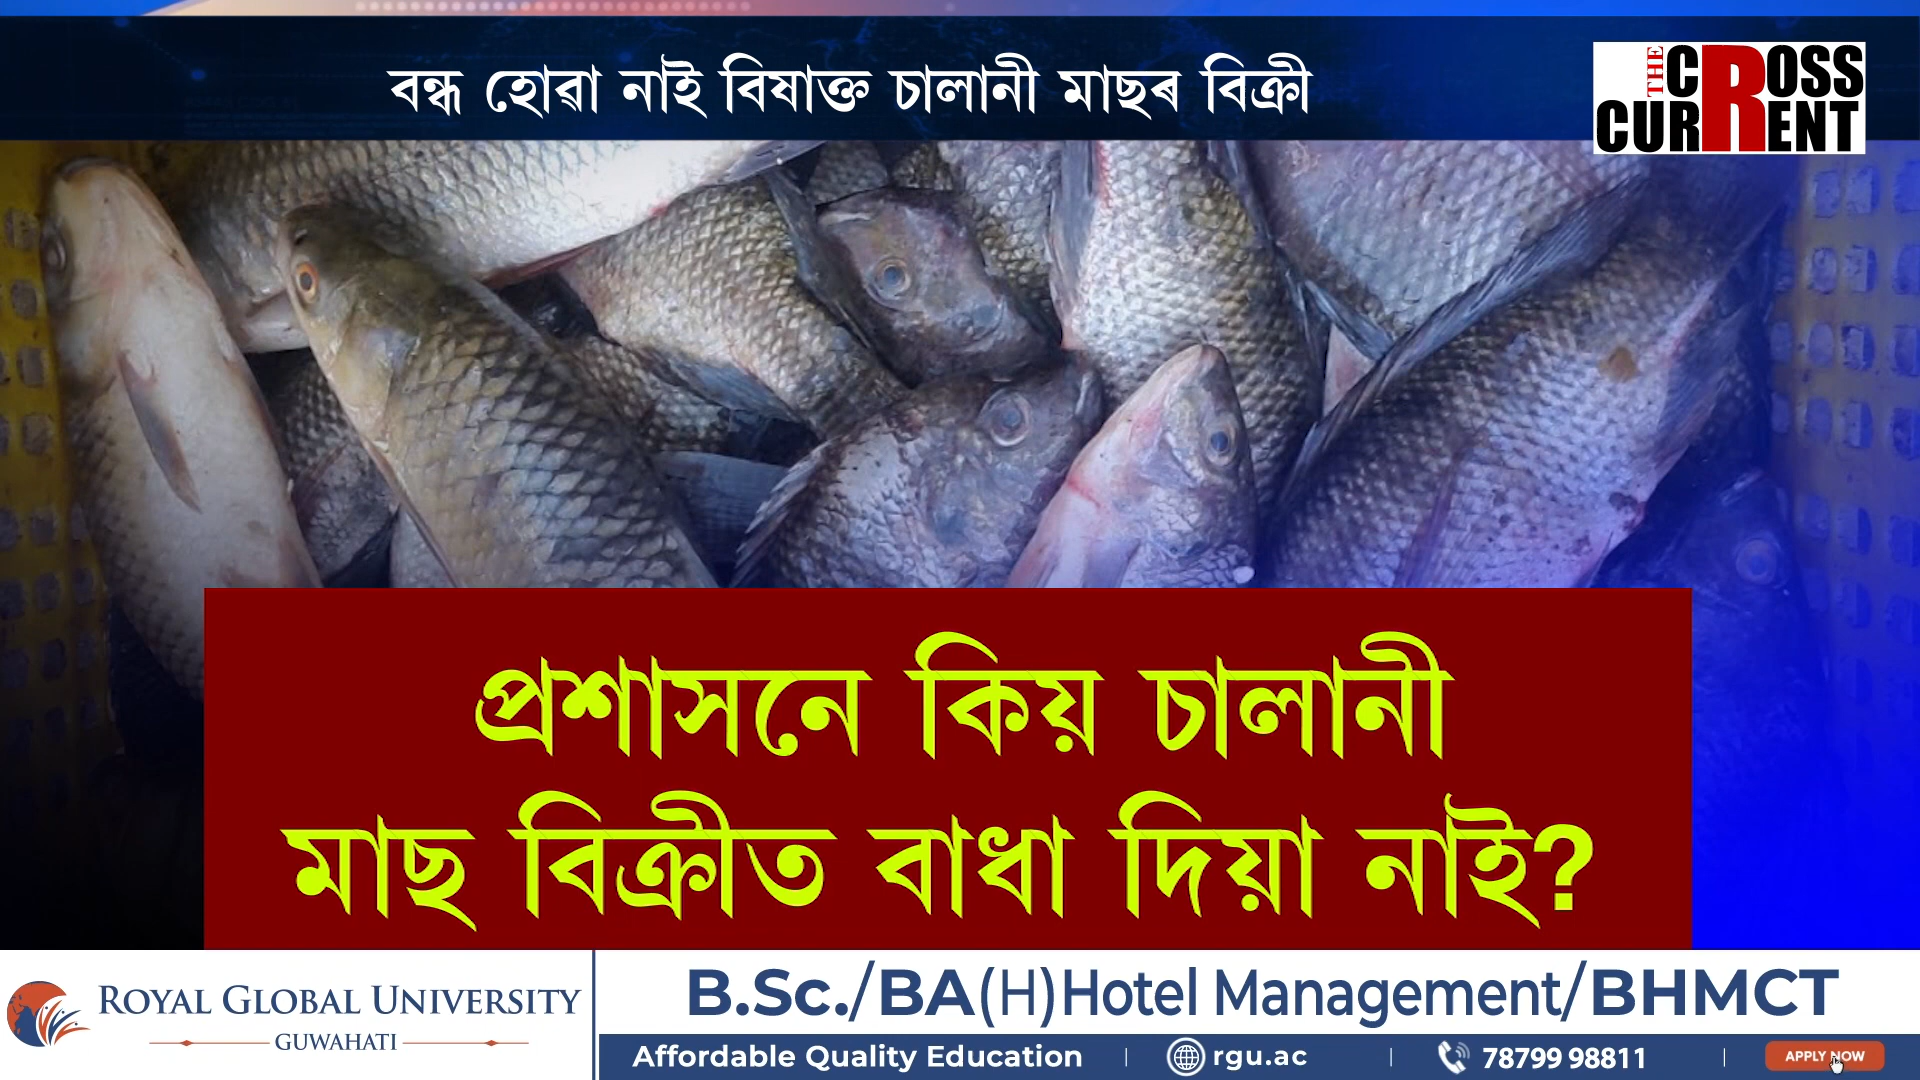 বন্ধ হোৱা নাই বিষাক্ত চালানী মাছৰ বিক্ৰী
THE CROSS
CURRENT
প্ৰশাসনে কিয় চালানী
মাছ বিক্ৰীত বাধা দিয়া নাই?
ROYAL GLOBAL UNIVERSITY
GUWAHATI
B.Sc./BA(H)Hotel Management/BHMCT
Affordable Quality Education | rgu.ac | 78799 98811 | APPLY NOW